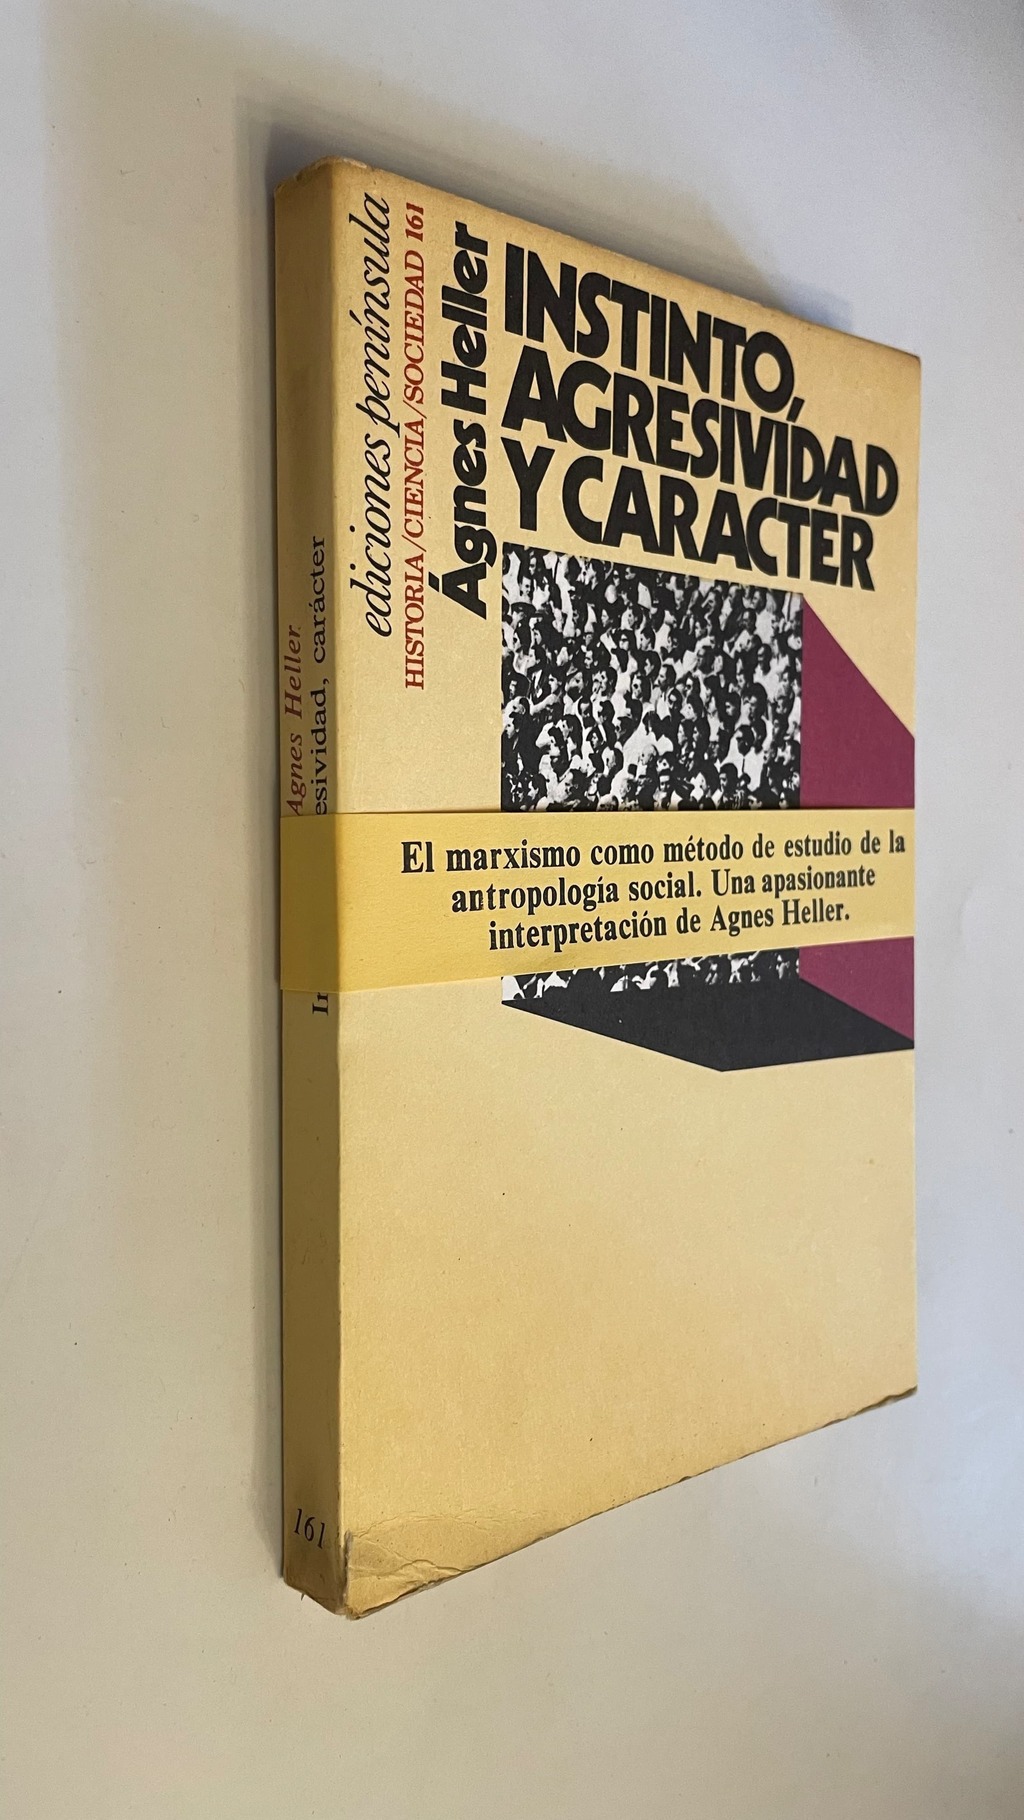 ediciones península
HISTORIA/CIENCIA/SOCIEDAD 161
Ágnes Heller
INSTINTO,
AGRESIVIDAD
Y CARACTER
El marxismo como método de estudio de la
antropología social. Una apasionante
interpretación de Agnes Heller.
Agnes Heller
esividad, carácter
161